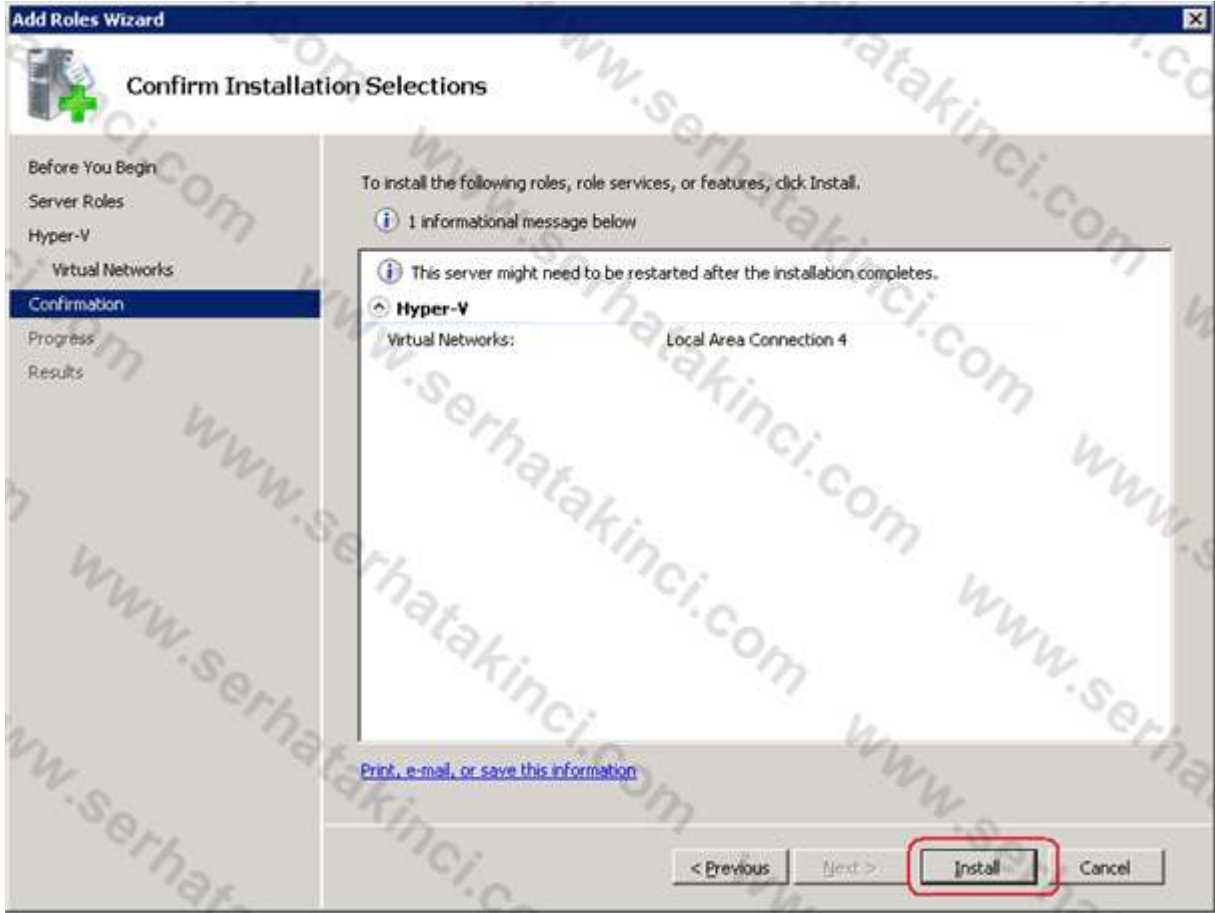 Add Roles Wizard
Confirm Installation Selections
Before You Begin
Server Roles
Hyper-V
Virtual Networks
Confirmation
Progress
Results
To install the following roles, role services, or features, click Install.
1 informational message below
This server might need to be restarted after the installation completes.
Hyper-V
Virtual Networks: Local Area Connection 4
Print, e-mail, or save this information
< Previous Next > Install Cancel
www.serhatakinci.com